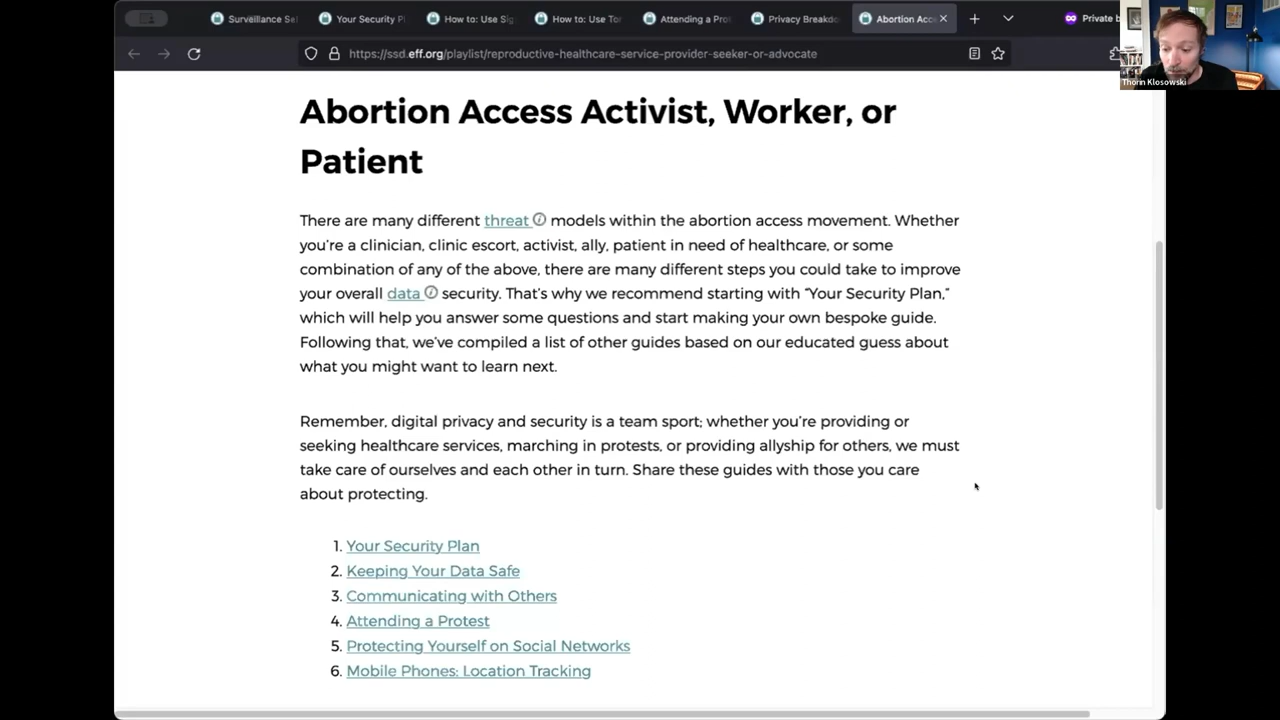 Surveillance Sel
Your Security Pl
How to: Use Sig
How to: Use Tor
Attending a Prot
Privacy Breakdo
Abortion Acc
Private b
https://ssd.eff.org/playlist/reproductive-healthcare-service-provider-seeker-or-advocate
Thorin Klosowski
Abortion Access Activist, Worker, or
Patient
There are many different threat models within the abortion access movement. Whether
you’re a clinician, clinic escort, activist, ally, patient in need of healthcare, or some
combination of any of the above, there are many different steps you could take to improve
your overall data security. That’s why we recommend starting with “Your Security Plan,”
which will help you answer some questions and start making your own bespoke guide.
Following that, we’ve compiled a list of other guides based on our educated guess about
what you might want to learn next.
Remember, digital privacy and security is a team sport; whether you’re providing or
seeking healthcare services, marching in protests, or providing allyship for others, we must
take care of ourselves and each other in turn. Share these guides with those you care
about protecting.
1. Your Security Plan
2. Keeping Your Data Safe
3. Communicating with Others
4. Attending a Protest
5. Protecting Yourself on Social Networks
6. Mobile Phones: Location Tracking